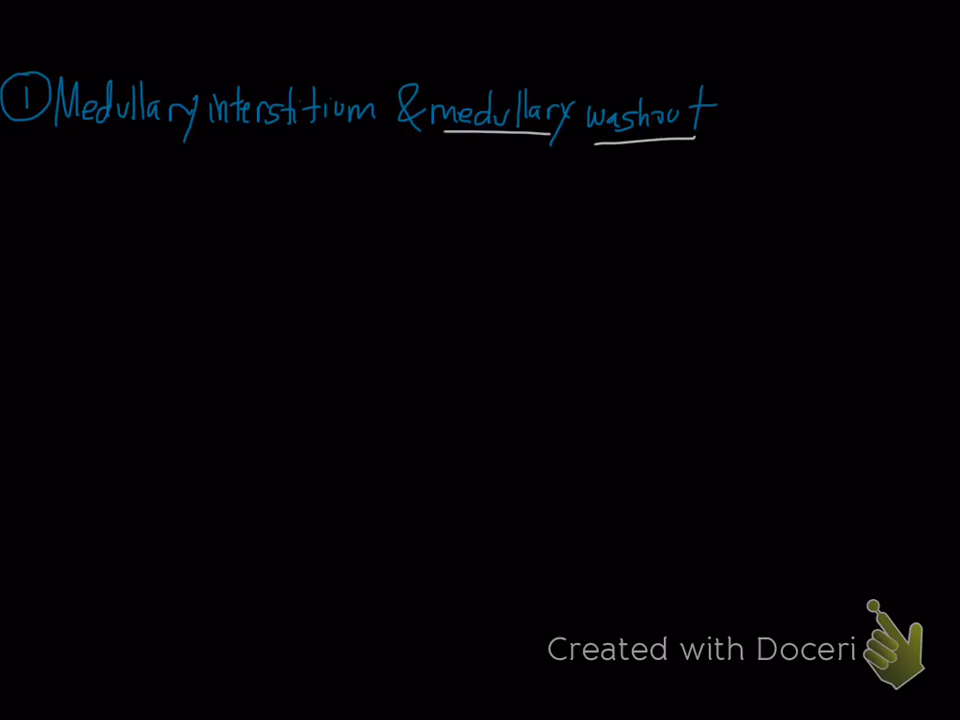 ① Medullary interstitium & medullary washout
Created with Doceri